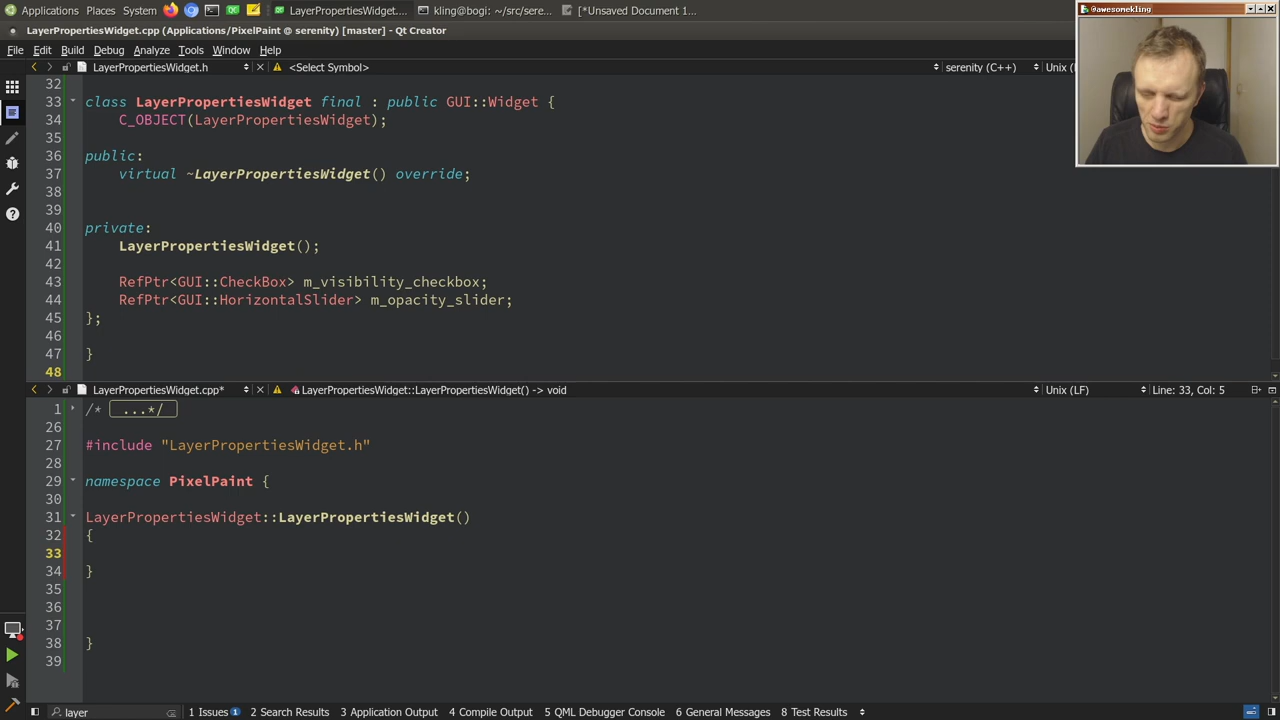 Applications Places System LayerPropertiesWidget.... kling@bogi: ~/src/sere... [*Unsaved Document 1...
@awesomekling
LayerPropertiesWidget.cpp (Applications/PixelPaint @ serenity) [master] - Qt Creator
File Edit Build Debug Analyze Tools Window Help
LayerPropertiesWidget.h <Select Symbol> serenity (C++) Unix (
32
33 class LayerPropertiesWidget final : public GUI::Widget {
34 C_OBJECT(LayerPropertiesWidget);
35
36 public:
37 virtual ~LayerPropertiesWidget() override;
38
39
40 private:
41 LayerPropertiesWidget();
42
43 RefPtr<GUI::CheckBox> m_visibility_checkbox;
44 RefPtr<GUI::HorizontalSlider> m_opacity_slider;
45 };
46
47 }
48
LayerPropertiesWidget.cpp* LayerPropertiesWidget::LayerPropertiesWidget() -> void Unix (LF) Line: 33, Col: 5
1 /* ...*/
26
27 #include "LayerPropertiesWidget.h"
28
29 namespace PixelPaint {
30
31 LayerPropertiesWidget::LayerPropertiesWidget()
32 {
33
34 }
35
36
37
38 }
39
layer 1 Issues 1 2 Search Results 3 Application Output 4 Compile Output 5 QML Debugger Console 6 General Messages 8 Test Results